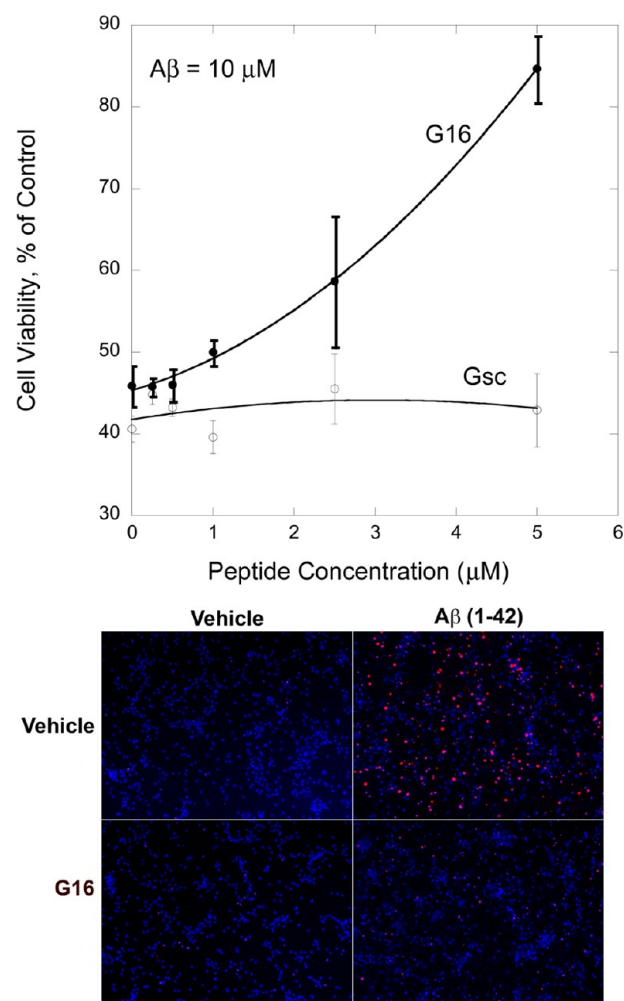 90
Aβ = 10 μM
80
G16
70
60
50
Gsc
40
30
0 1 2 3 4 5 6
Cell Viability, % of Control
Peptide Concentration (μM)
Vehicle Aβ (1-42)
Vehicle
G16